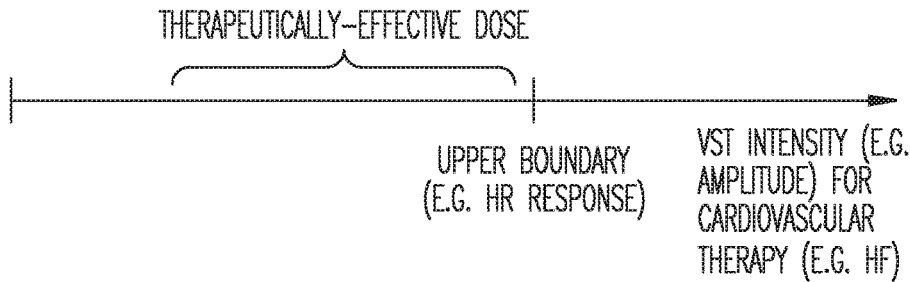 THERAPEUTICALLY-EFFECTIVE DOSE
UPPER BOUNDARY
(E.G. HR RESPONSE)
VST INTENSITY (E.G.
AMPLITUDE) FOR
CARDIOVASCULAR
THERAPY (E.G. HF)